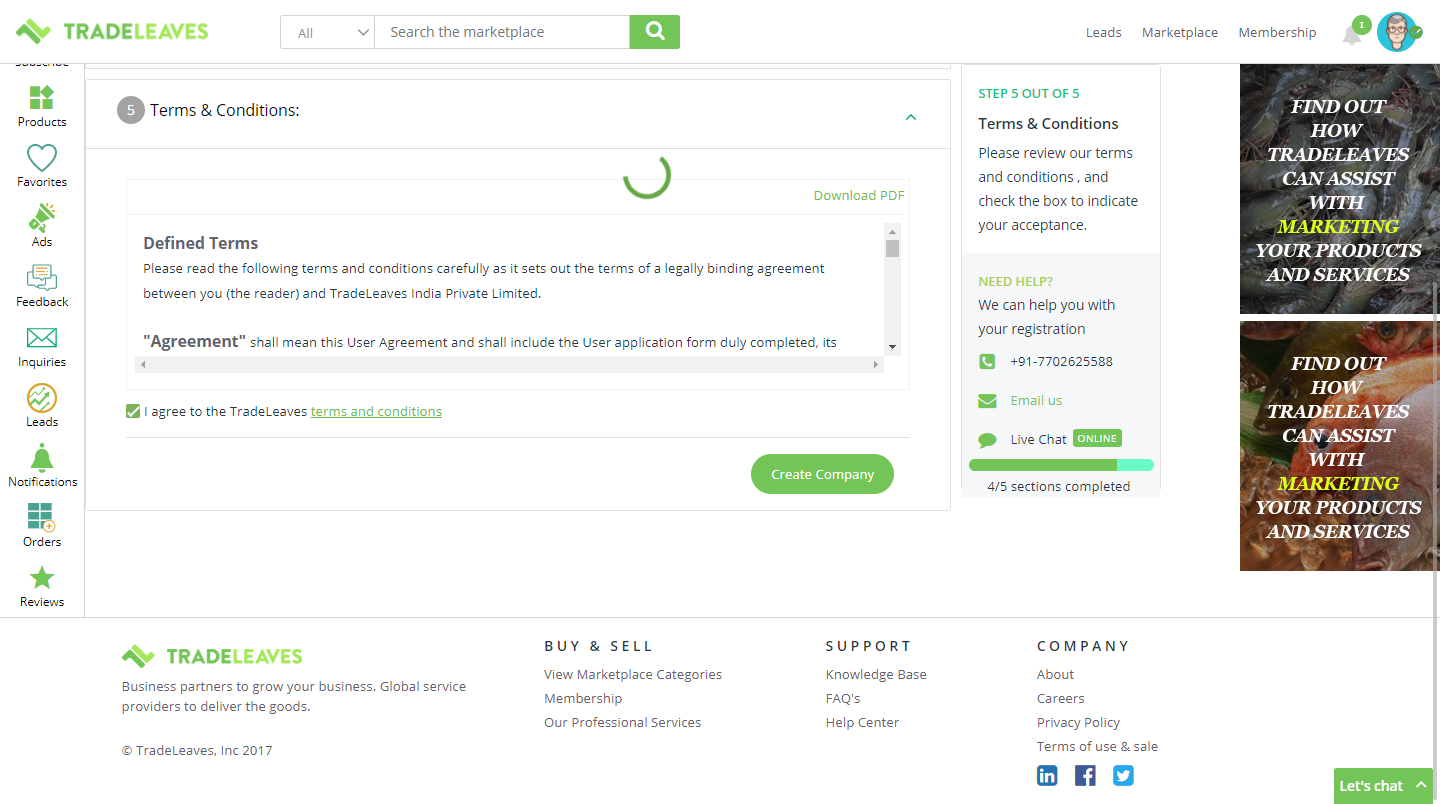 TRADELEAVES
All
Search the marketplace
Leads
Marketplace
Membership
1
Subscribe
Products
Favorites
Ads
Feedback
Inquiries
Leads
Notifications
Orders
Reviews
5 Terms & Conditions:
Download PDF
Defined Terms
Please read the following terms and conditions carefully as it sets out the terms of a legally binding agreement
between you (the reader) and TradeLeaves India Private Limited.
"Agreement" shall mean this User Agreement and shall include the User application form duly completed, its
I agree to the TradeLeaves terms and conditions
Create Company
STEP 5 OUT OF 5
Terms & Conditions
Please review our terms
and conditions , and
check the box to indicate
your acceptance.
NEED HELP?
We can help you with
your registration
+91-7702625588
Email us
Live Chat ONLINE
4/5 sections completed
FIND OUT
HOW
TRADELEAVES
CAN ASSIST
WITH
MARKETING
YOUR PRODUCTS
AND SERVICES
FIND OUT
HOW
TRADELEAVES
CAN ASSIST
WITH
MARKETING
YOUR PRODUCTS
AND SERVICES
TRADELEAVES
Business partners to grow your business. Global service
providers to deliver the goods.
© TradeLeaves, Inc 2017
BUY & SELL
View Marketplace Categories
Membership
Our Professional Services
SUPPORT
Knowledge Base
FAQ's
Help Center
COMPANY
About
Careers
Privacy Policy
Terms of use & sale
Let's chat